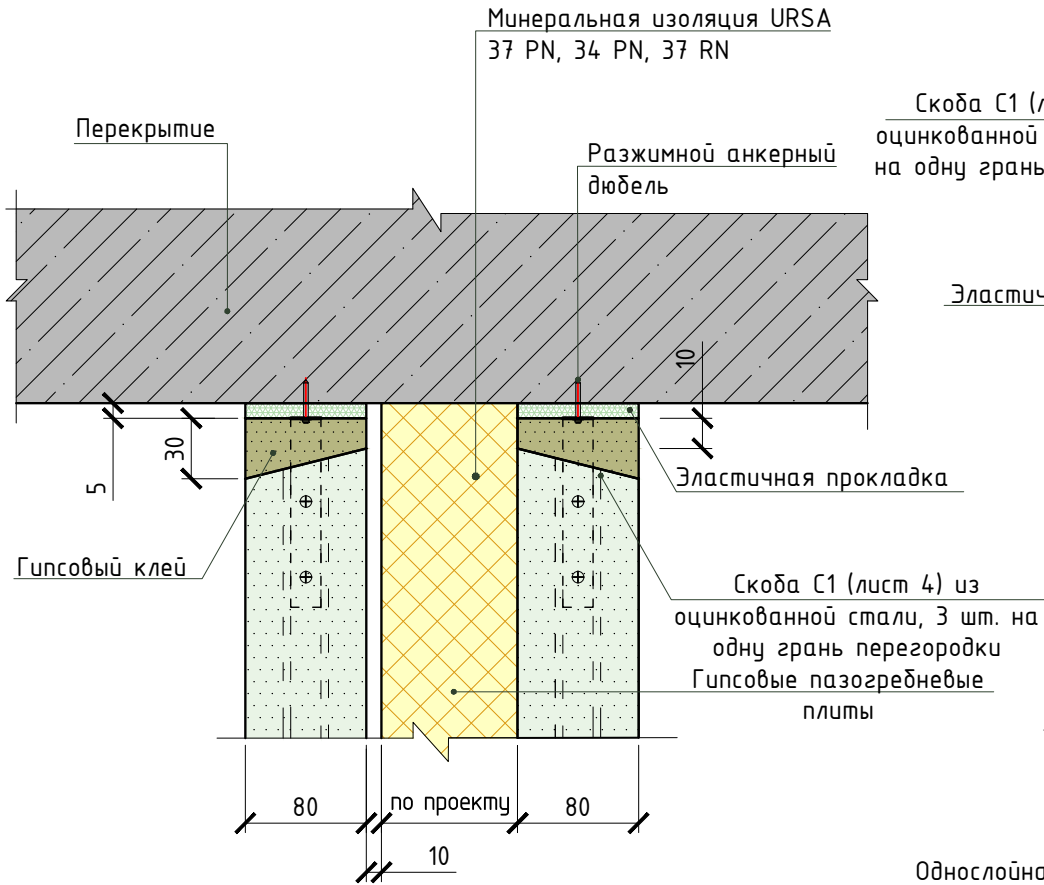 Минеральная изоляция URSA
37 PN, 34 PN, 37 RN
Скоба С1 (л
оцинкованной
на одну грань
Перекрытие
Разжимной анкерный
дюбель
Эластич
10
30
5
Эластичная прокладка
Гипсовый клей
Скоба С1 (лист 4) из
оцинкованной стали, 3 шт. на
одну грань перегородки
Гипсовые пазогребневые
плиты
80
по проекту
80
10
Однослойна